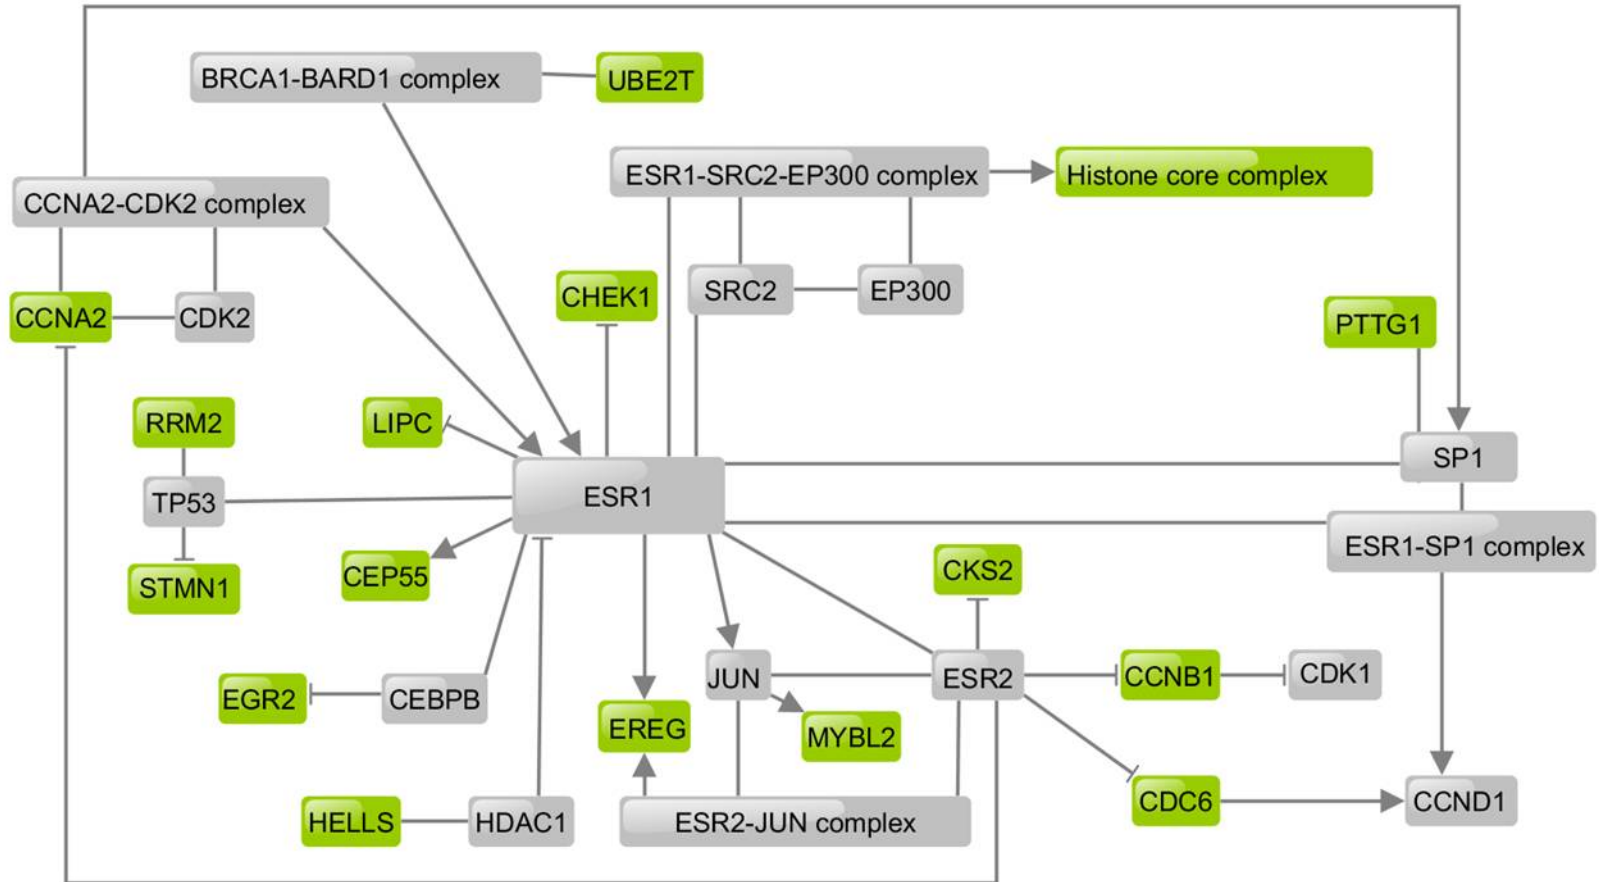 BRCA1-BARD1 complex
UBE2T
ESR1-SRC2-EP300 complex
Histone core complex
CCNA2-CDK2 complex
CHEK1
SRC2
EP300
CCNA2
CDK2
PTTG1
RRM2
LIPC
SP1
TP53
ESR1
ESR1-SP1 complex
STMN1
CEP55
CKS2
EGR2
CEBPB
JUN
ESR2
CCNB1
CDK1
EREG
MYBL2
HELLS
HDAC1
ESR2-JUN complex
CDC6
CCND1